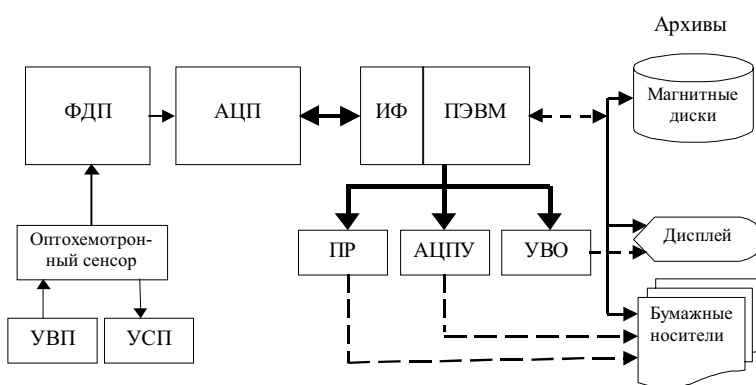 Архивы
ФДП
АЦП
ИФ
ПЭВМ
Магнитные
диски
Оптохемотрон-
ный сенсор
ПР
АЦПУ
УВО
Дисплей
УВП
УСП
Бумажные
носители